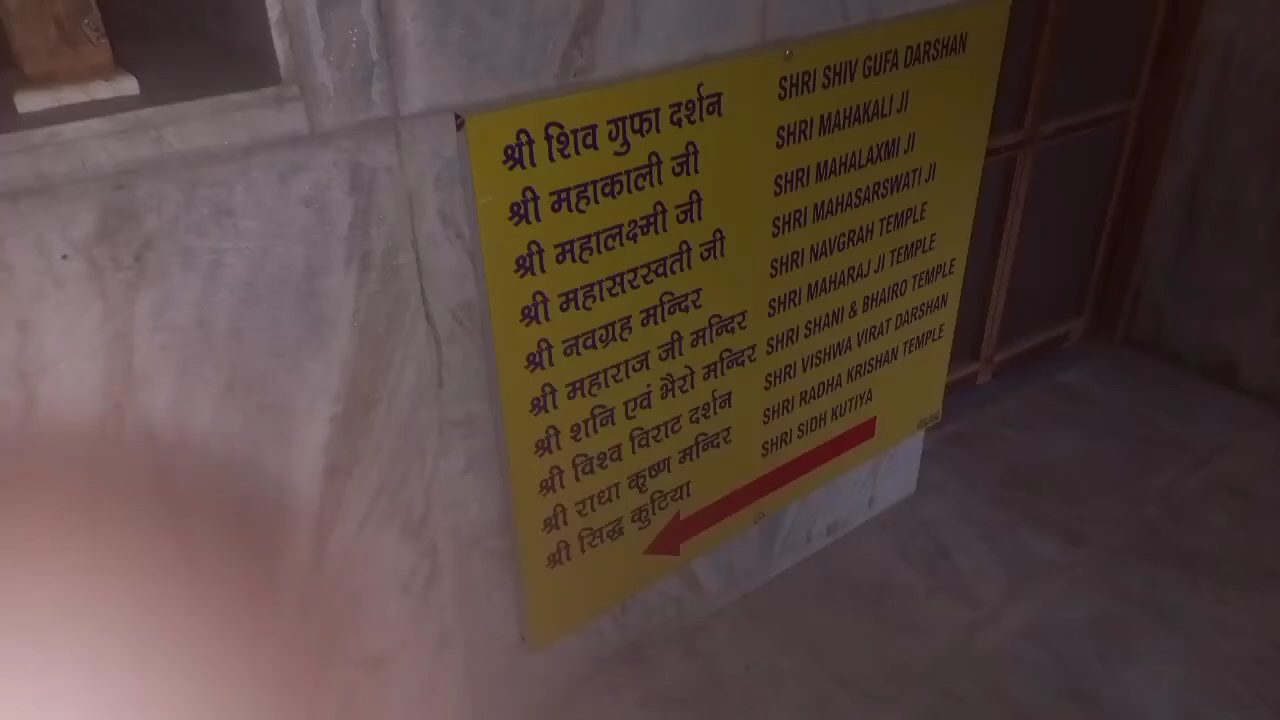 श्री शिव गुफा दर्शन SHRI SHIV GUFA DARSHAN
श्री महाकाली जी SHRI MAHAKALI JI
श्री महालक्ष्मी जी SHRI MAHALAXMI JI
श्री महासरस्वती जी SHRI MAHASARSWATI JI
श्री नवग्रह मन्दिर SHRI NAVGRAH TEMPLE
श्री महाराज जी मन्दिर SHRI MAHARAJ JI TEMPLE
श्री शनि एवं भैरो मन्दिर SHRI SHANI & BHAIRO TEMPLE
श्री विश्व विराट दर्शन SHRI VISHWA VIRAT DARSHAN
श्री राधा कृष्ण मन्दिर SHRI RADHA KRISHAN TEMPLE
श्री सिद्ध कुटिया SHRI SIDH KUTIYA